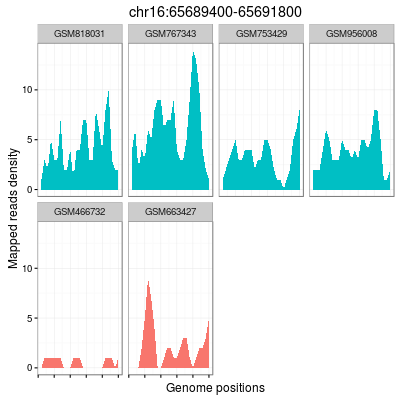 chr16:65689400-65691800
GSM818031 GSM767343 GSM753429 GSM956008
10
5
0
GSM466732 GSM663427
10
5
0
Mapped reads density
Genome positions